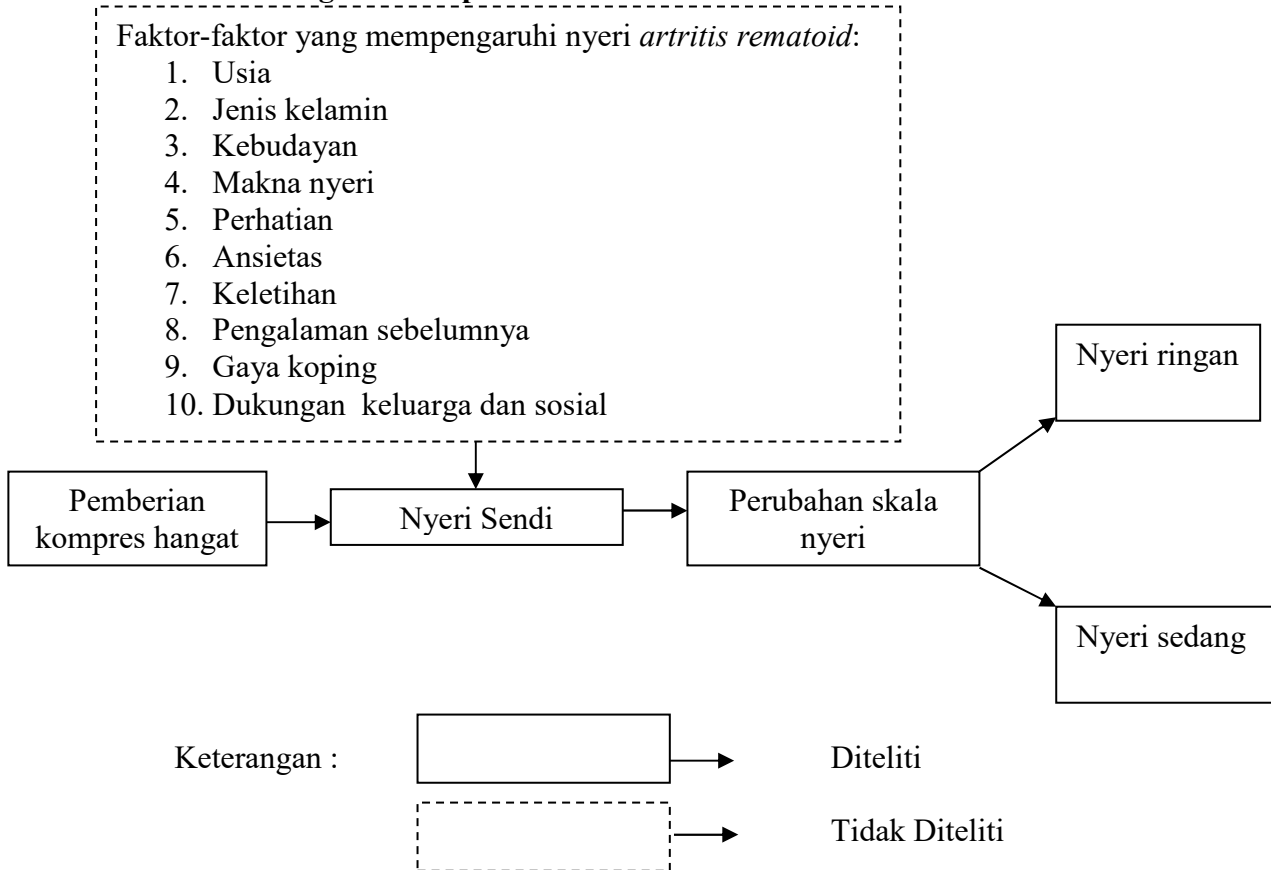 Faktor-faktor yang mempengaruhi nyeri artritis rematoid:
1. Usia
2. Jenis kelamin
3. Kebudayan
4. Makna nyeri
5. Perhatian
6. Ansietas
7. Keletihan
8. Pengalaman sebelumnya
9. Gaya koping
10. Dukungan keluarga dan sosial
Nyeri ringan
Pemberian
kompres hangat
Nyeri Sendi
Perubahan skala
nyeri
Nyeri sedang
Keterangan :
Diteliti
Tidak Diteliti